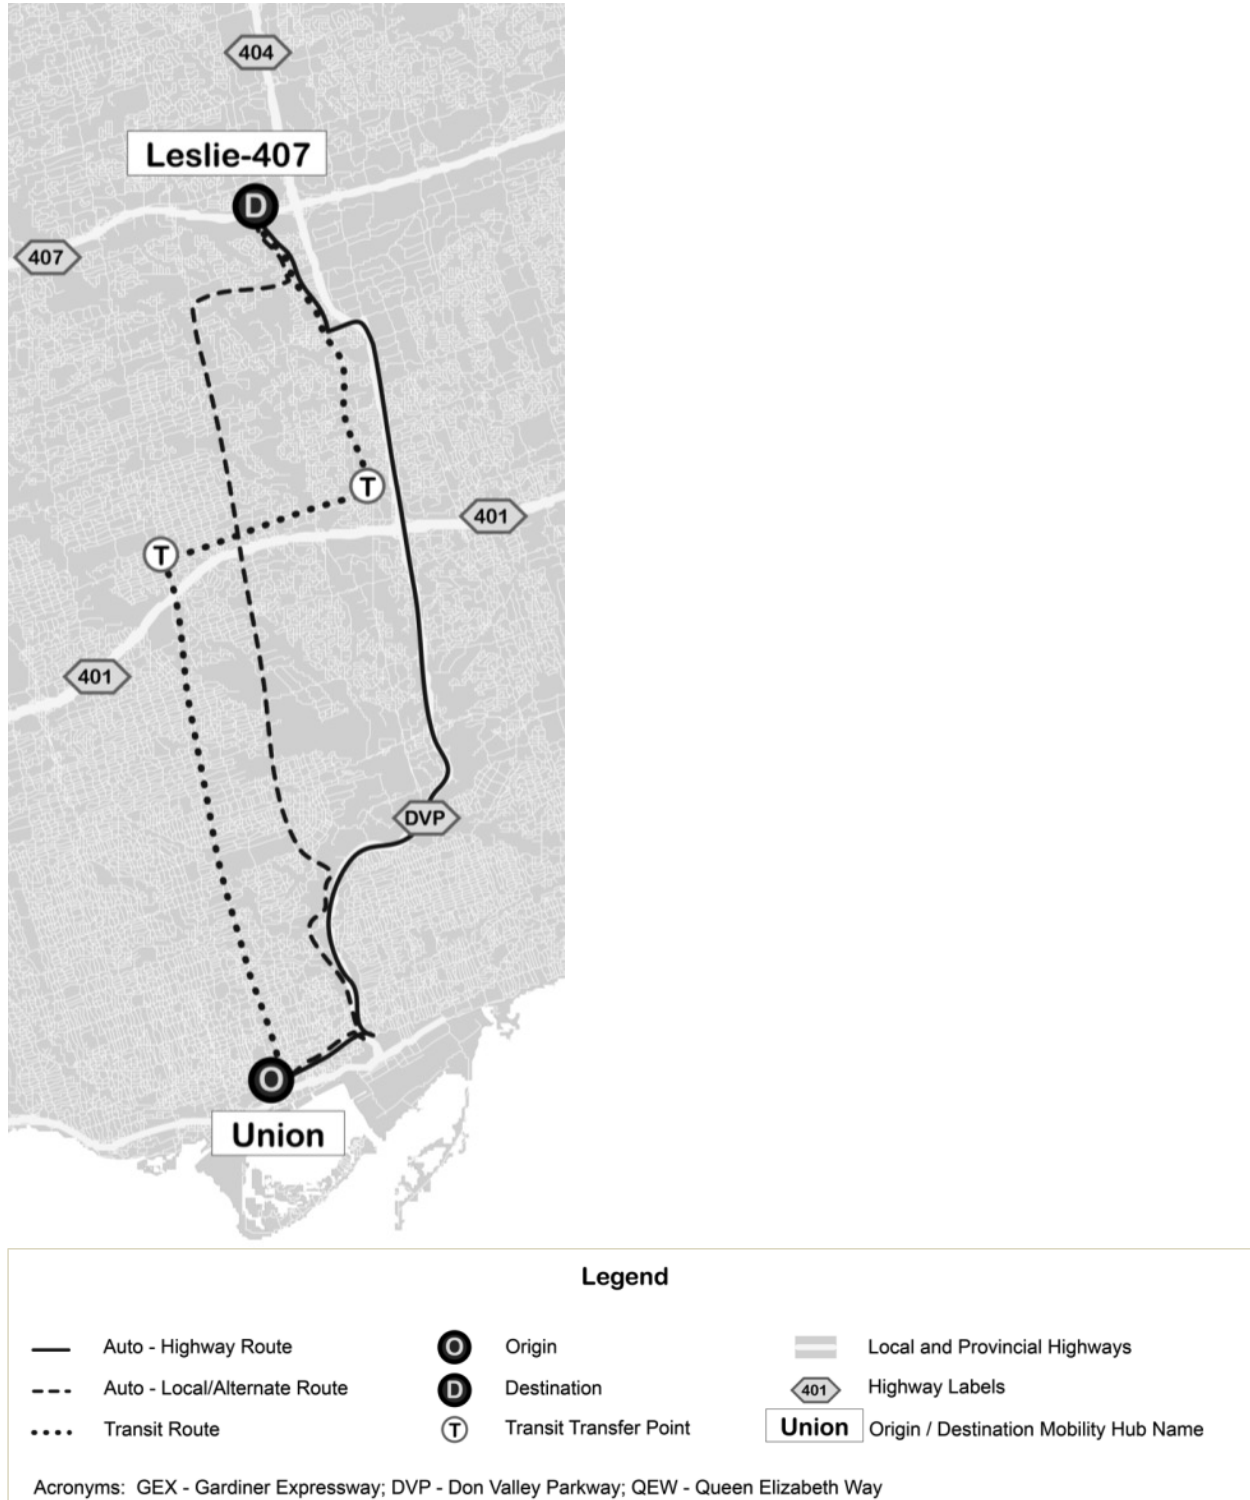 404
Leslie-407
D
407
T
401
T
401
DVP
O
Union
Legend
Auto - Highway Route
O Origin
Local and Provincial Highways
Auto - Local/Alternate Route
D Destination
401 Highway Labels
Transit Route
T Transit Transfer Point
Union Origin / Destination Mobility Hub Name
Acronyms: GEX - Gardiner Expressway; DVP - Don Valley Parkway; QEW - Queen Elizabeth Way